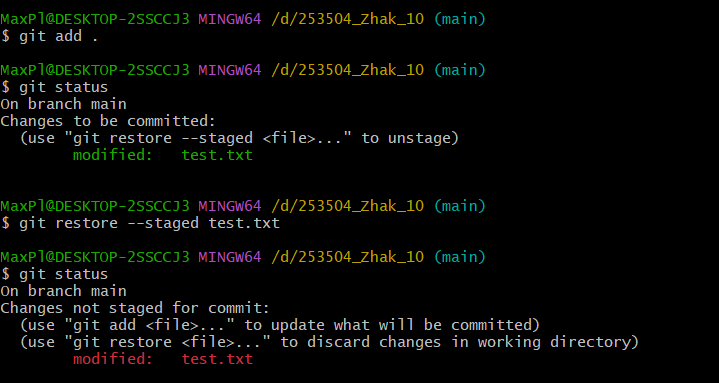 MaxPl@DESKTOP-2SSCCJ3 MINGW64 /d/253504_Zhak_10 (main)
$ git add .
MaxPl@DESKTOP-2SSCCJ3 MINGW64 /d/253504_Zhak_10 (main)
$ git status
On branch main
Changes to be committed:
  (use "git restore --staged <file>..." to unstage)
        modified:   test.txt
MaxPl@DESKTOP-2SSCCJ3 MINGW64 /d/253504_Zhak_10 (main)
$ git restore --staged test.txt
MaxPl@DESKTOP-2SSCCJ3 MINGW64 /d/253504_Zhak_10 (main)
$ git status
On branch main
Changes not staged for commit:
  (use "git add <file>..." to update what will be committed)
  (use "git restore <file>..." to discard changes in working directory)
        modified:   test.txt